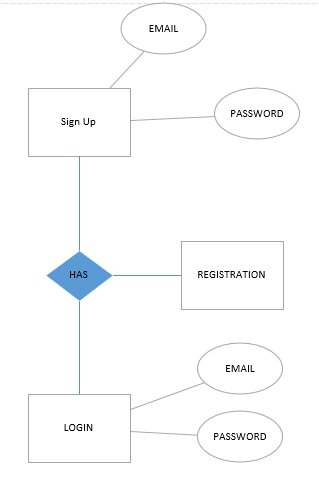 EMAIL
PASSWORD
Sign Up
HAS
REGISTRATION
EMAIL
LOGIN
PASSWORD